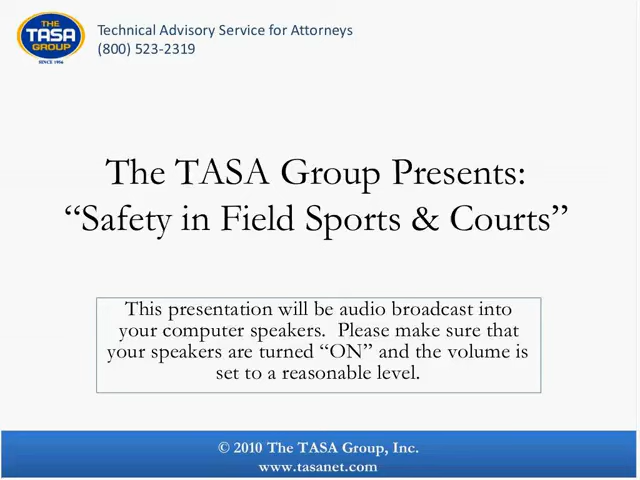 THE
TASA
GROUP
SINCE 1956
Technical Advisory Service for Attorneys
(800) 523-2319
The TASA Group Presents:
“Safety in Field Sports & Courts”
This presentation will be audio broadcast into
your computer speakers.  Please make sure that
your speakers are turned “ON” and the volume is
set to a reasonable level.
© 2010 The TASA Group, Inc.
www.tasanet.com